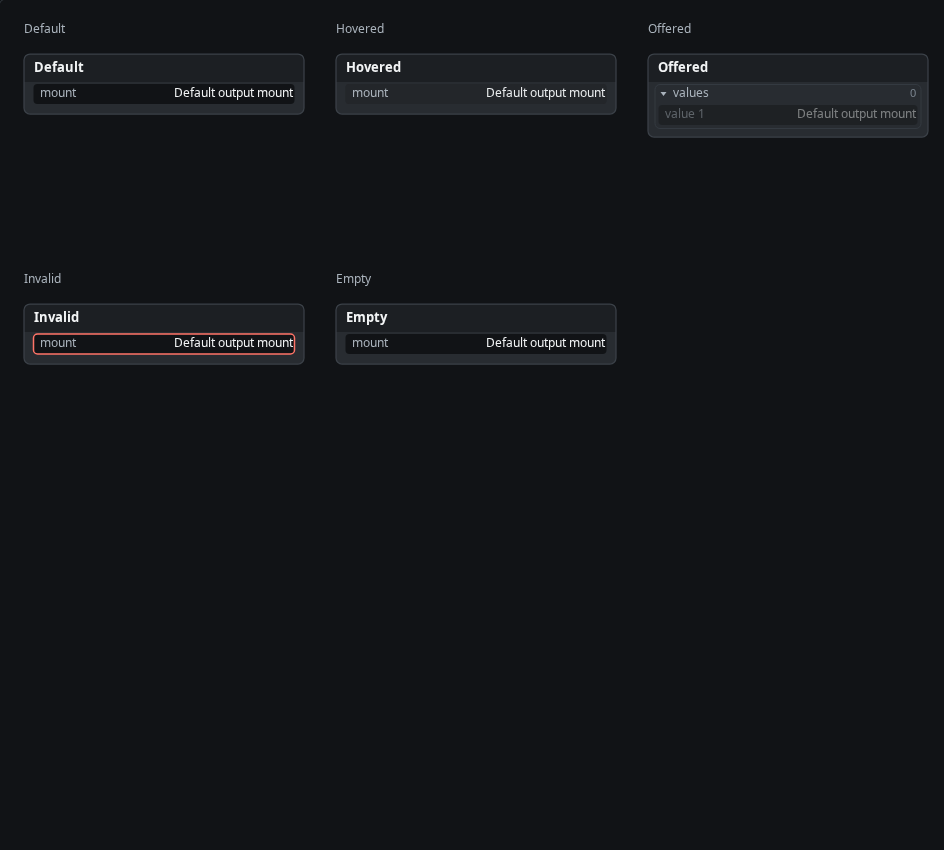 Default
Hovered
Offered
Default
mount
Default output mount
Hovered
mount
Default output mount
Offered
values
0
value 1
Default output mount
Invalid
Empty
Invalid
mount
Default output mount
Empty
mount
Default output mount